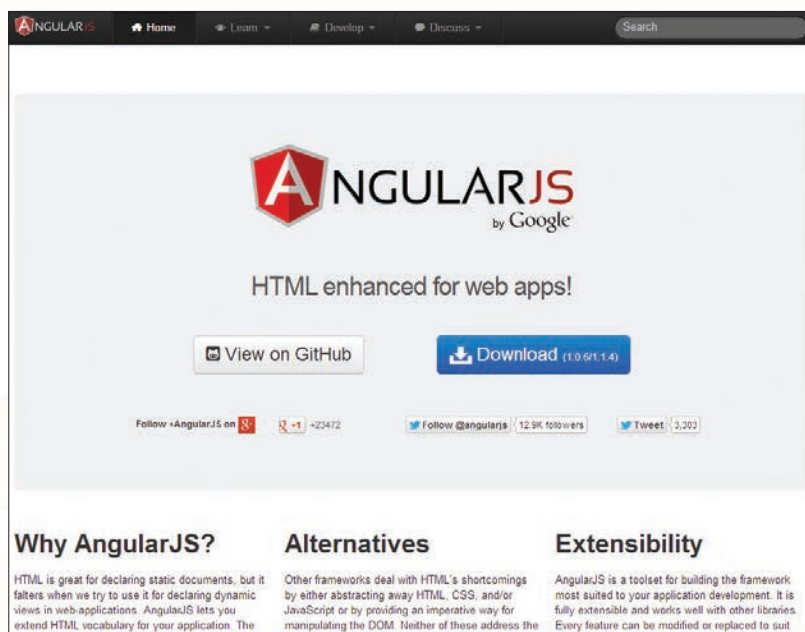 ANGULARJS Home Learn Develop Discuss Search
ANGULARJS
by Google
HTML enhanced for web apps!
View on GitHub Download (1.0.6/1.1.4)
Follow +AngularJS on g+ +1 +23472 Follow @angularjs 12.9K followers Tweet 3,303
Why AngularJS?
HTML is great for declaring static documents, but it
falters when we try to use it for declaring dynamic
views in web-applications. AngularJS lets you
extend HTML vocabulary for your application. The
Alternatives
Other frameworks deal with HTML's shortcomings
by either abstracting away HTML, CSS, and/or
JavaScript or by providing an imperative way for
manipulating the DOM. Neither of these address the
Extensibility
AngularJS is a toolset for building the framework
most suited to your application development. It is
fully extensible and works well with other libraries.
Every feature can be modified or replaced to suit